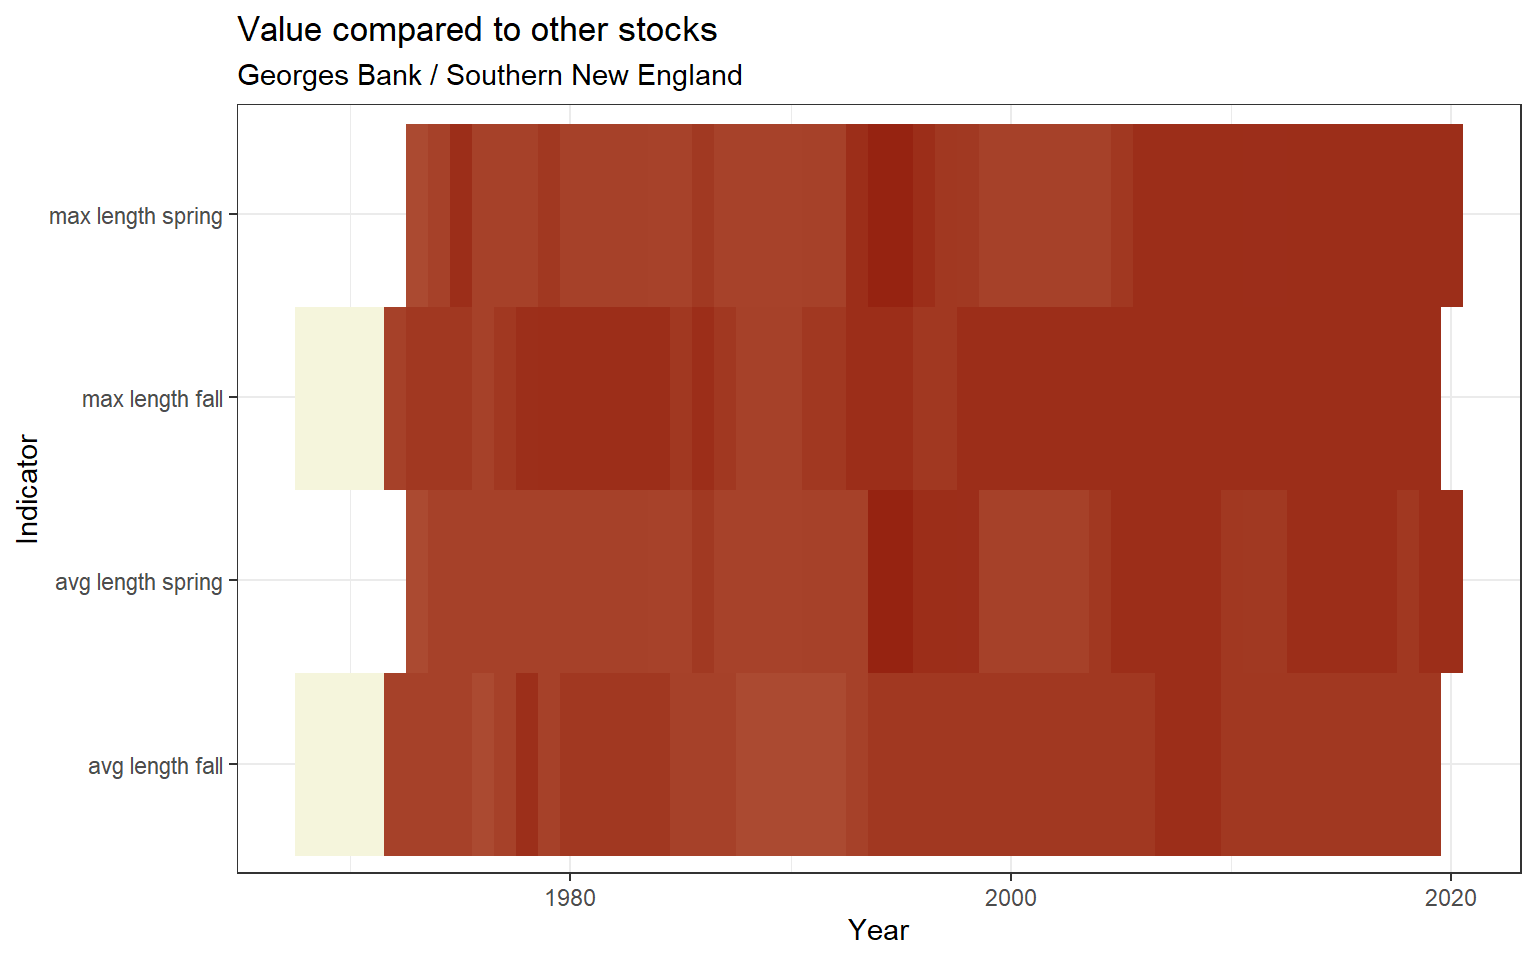 Value compared to other stocks
Georges Bank / Southern New England
max length spring
max length fall
avg length spring
avg length fall
Indicator
1980
2000
2020
Year